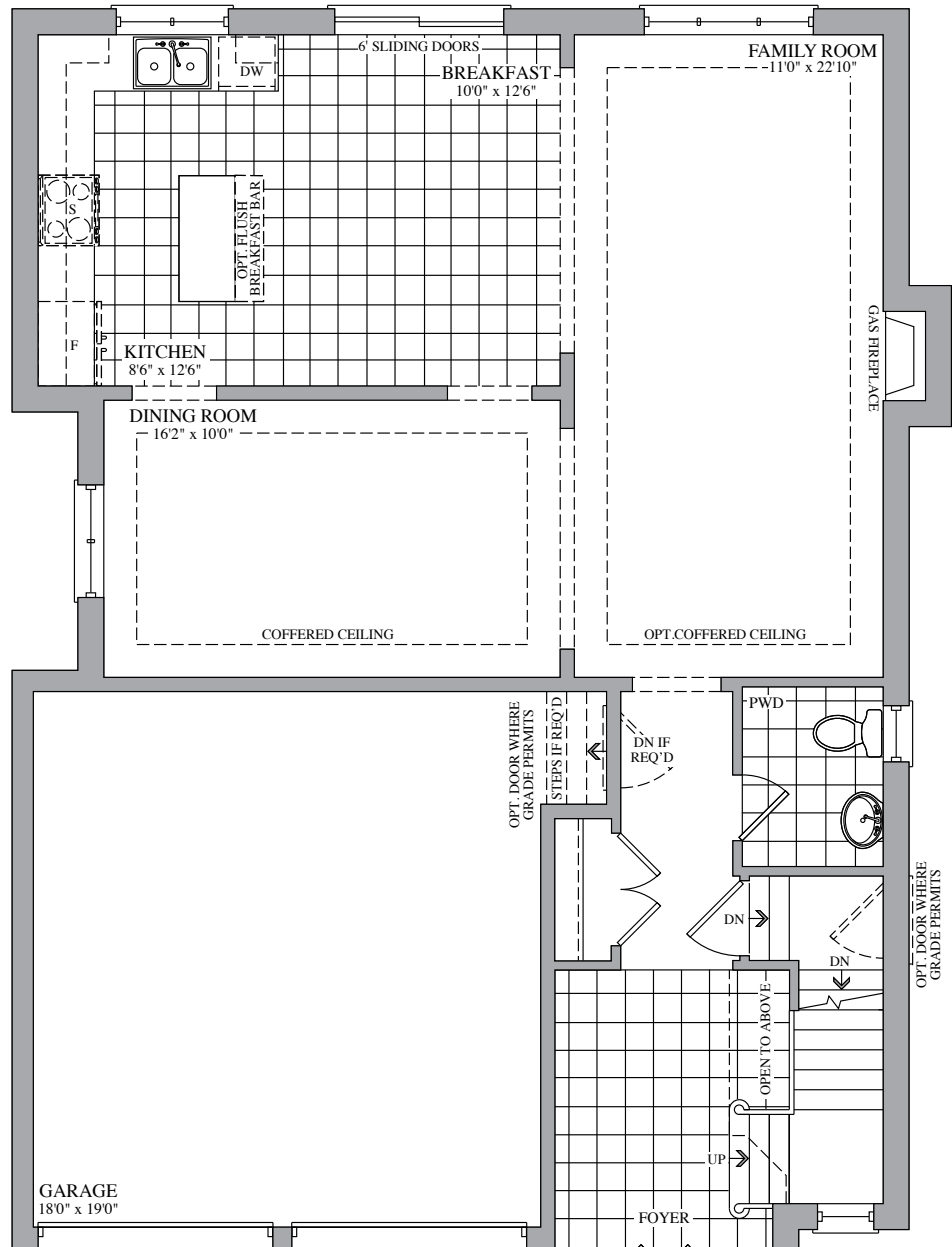 6' SLIDING DOORS
DW
BREAKFAST
10'0" x 12'6"
FAMILY ROOM
11'0" x 22'10"
S
OPT. FLUSH
BREAKFAST BAR
F
KITCHEN
8'6" x 12'6"
GAS FIREPLACE
DINING ROOM
16'2" x 10'0"
COFFERED CEILING
OPT.COFFERED CEILING
OPT. DOOR WHERE
GRADE PERMITS
STEPS IF REQ'D
DN IF
REQ'D
PWD
DN
DN
OPT. DOOR WHERE
GRADE PERMITS
OPEN TO ABOVE
UP
GARAGE
18'0" x 19'0"
FOYER